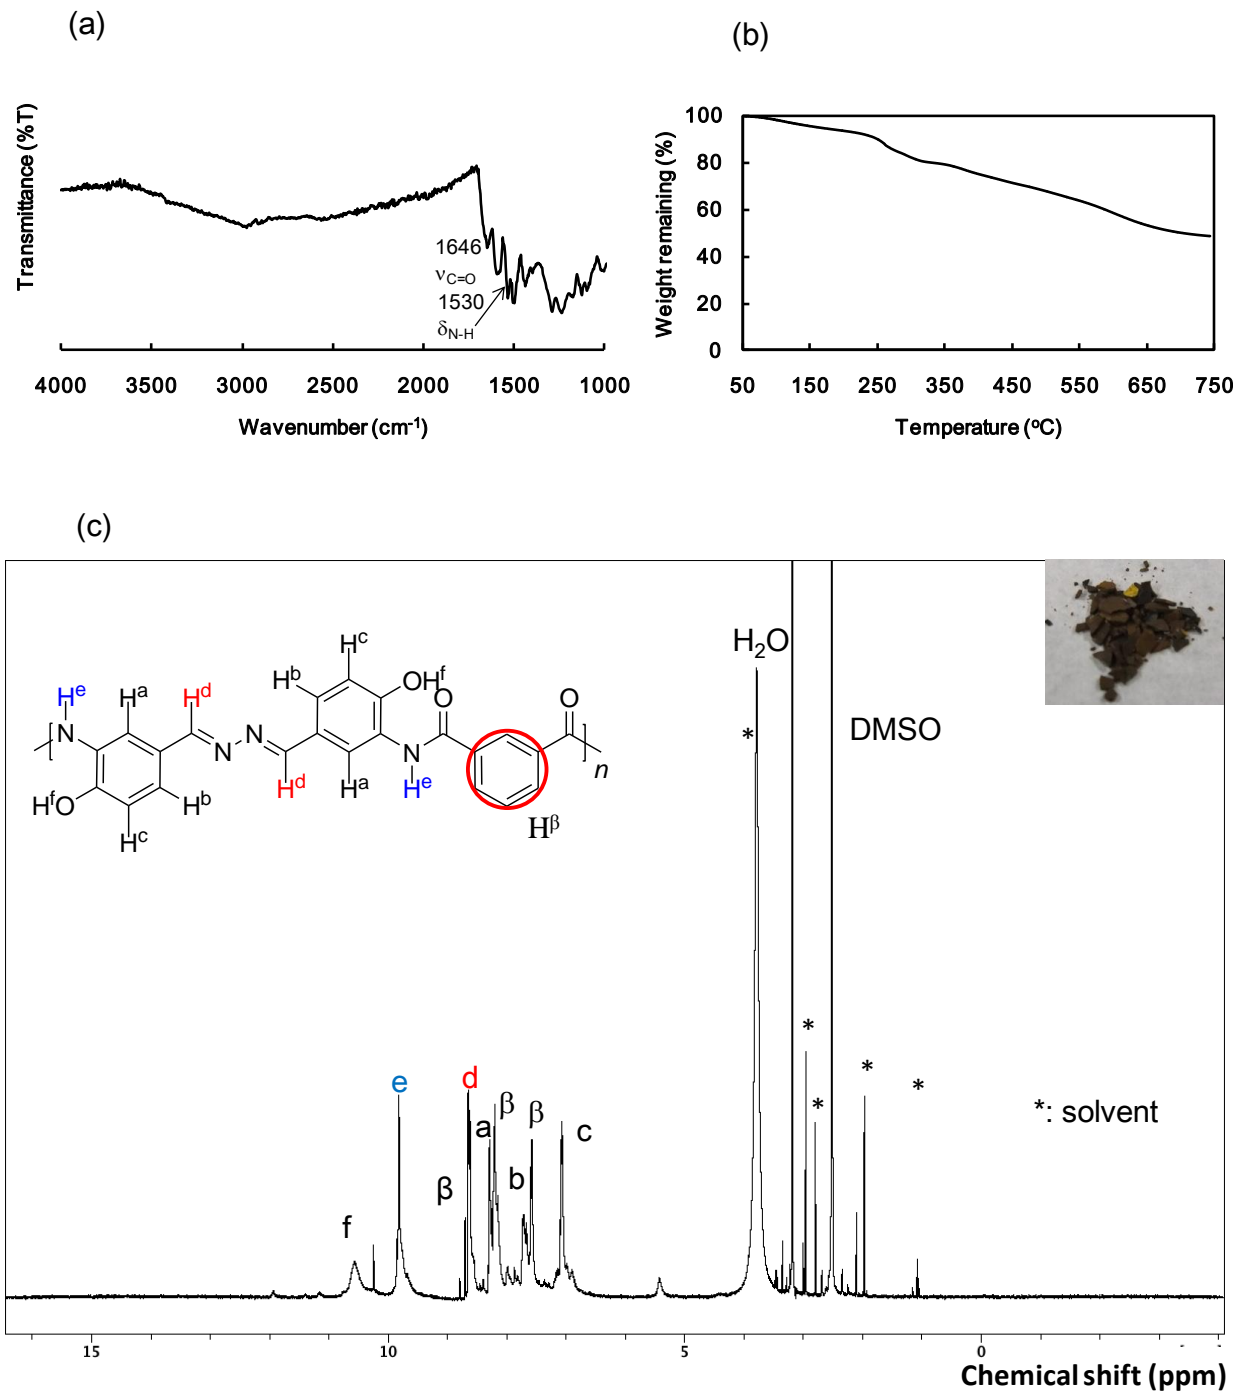 (a)
(b)
Transmittance (%T)
1646
νC=O
1530
δN-H
4000 3500 3000 2500 2000 1500 1000
Wavenumber (cm-1)
Weight remaining (%)
100
80
60
40
20
0
50 150 250 350 450 550 650 750
Temperature (oC)
(c)
H2O
DMSO
Hc
Hb
OHf
O
O
He
Ha
Hd
N
N
N
N
n
HfO
Hb
Hd
Ha
He
Hβ
Hc
*
*
*
*
*
*: solvent
e
d
β
a
β
β
b
c
f
15 10 5 0
Chemical shift (ppm)